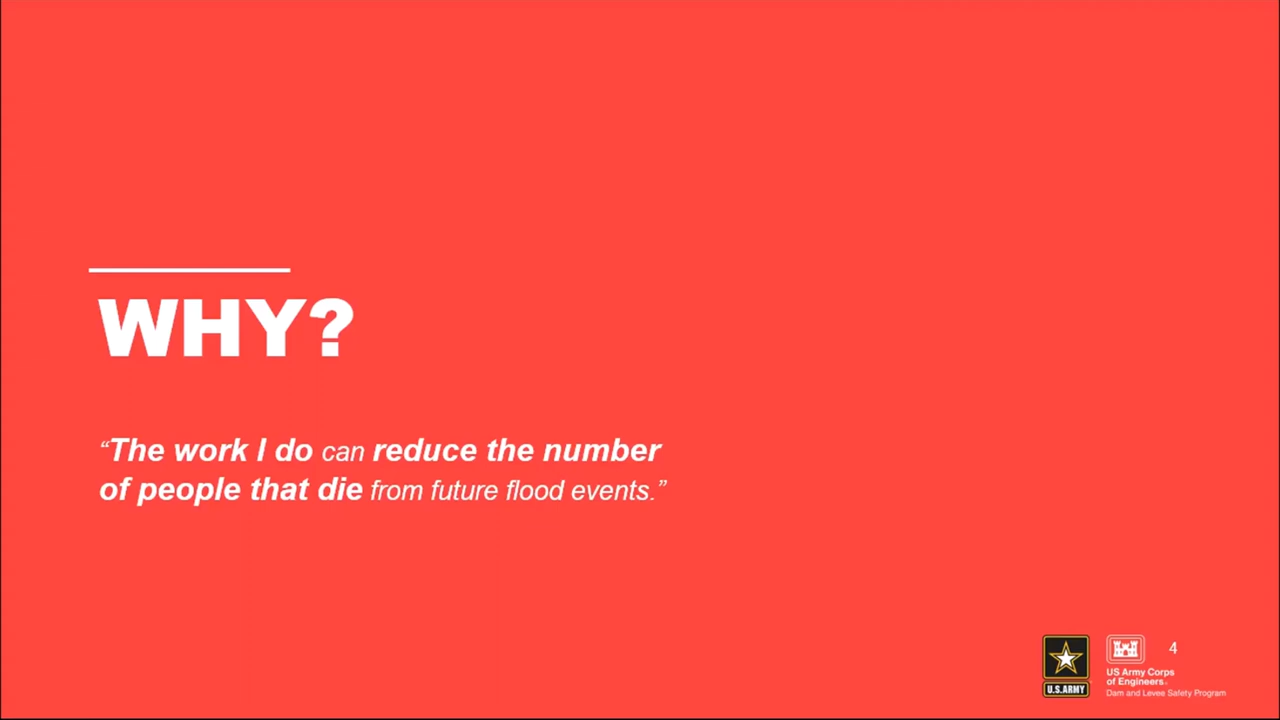 WHY?
“The work I do can reduce the number
of people that die from future flood events.”
4
U.S.ARMY
US Army Corps
of Engineers®
Dam and Levee Safety Program